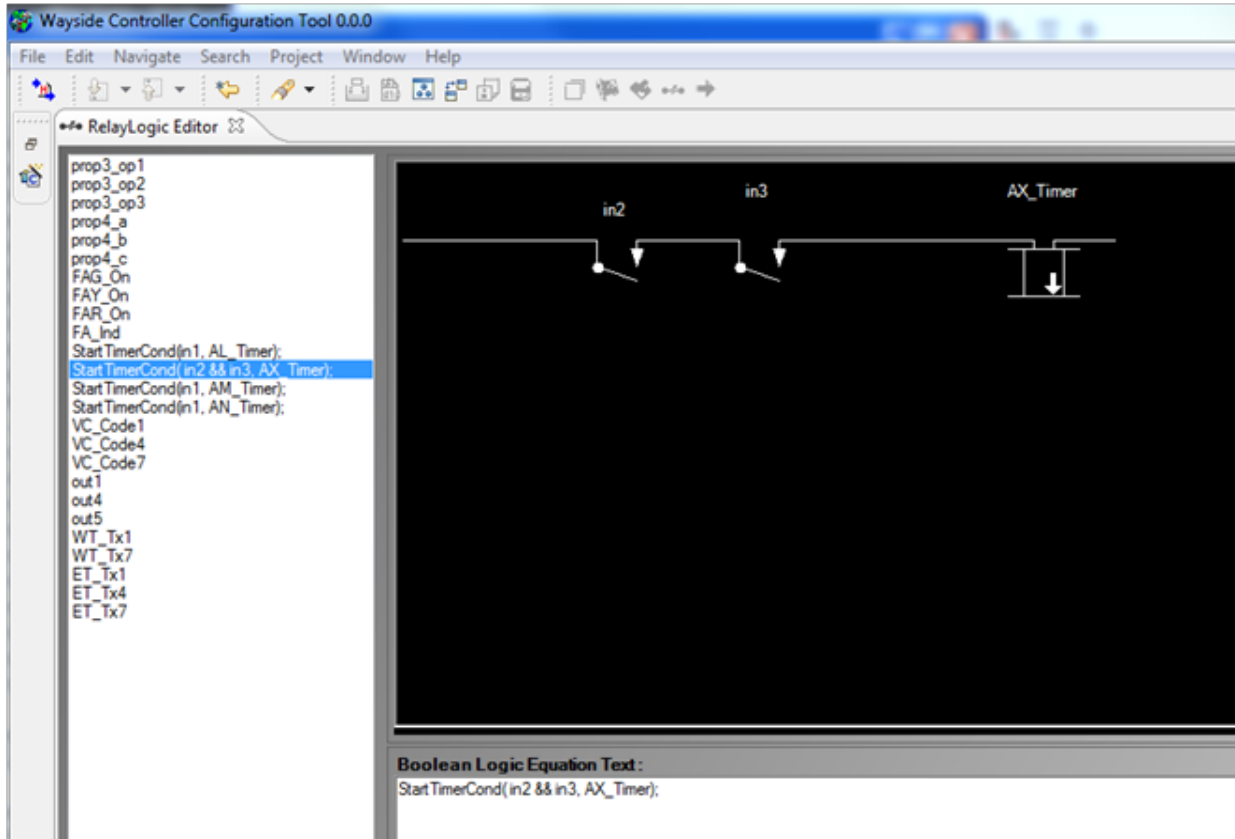 Wayside Controller Configuration Tool 0.0.0
File Edit Navigate Search Project Window Help
RelayLogic Editor
prop3_op1
prop3_op2
prop3_op3
prop4_a
prop4_b
prop4_c
FAG_On
FAY_On
FAR_On
FA_Ind
StartTimerCond(in1, AL_Timer);
StartTimerCond( in2 && in3, AX_Timer);
StartTimerCond(in1, AM_Timer);
StartTimerCond(in1, AN_Timer);
VC_Code1
VC_Code4
VC_Code7
out1
out4
out5
WT_Tx1
WT_Tx7
ET_Tx1
ET_Tx4
ET_Tx7
in2
in3
AX_Timer
Boolean Logic Equation Text :
StartTimerCond( in2 && in3, AX_Timer);